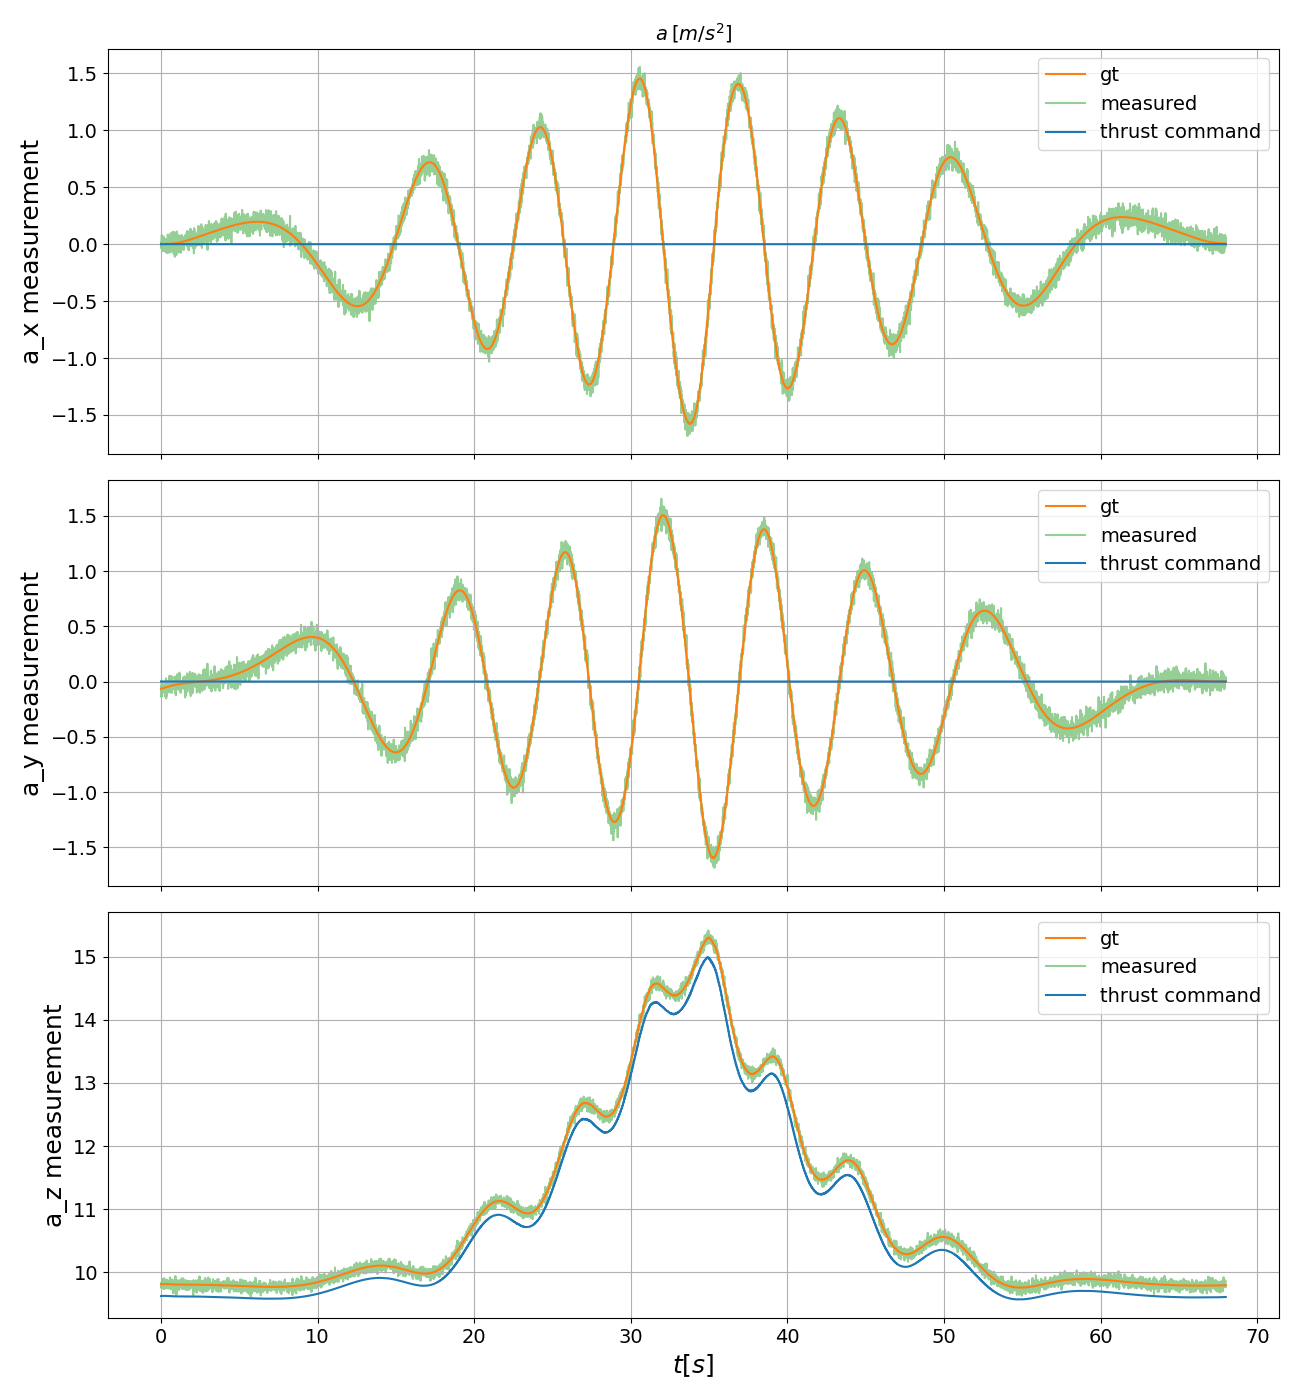 a [m/s²]
a_x measurement
1.5
1.0
0.5
0.0
−0.5
−1.0
−1.5
gt
measured
thrust command
a_y measurement
1.5
1.0
0.5
0.0
−0.5
−1.0
−1.5
gt
measured
thrust command
a_z measurement
15
14
13
12
11
10
gt
measured
thrust command
0 10 20 30 40 50 60 70
t[s]